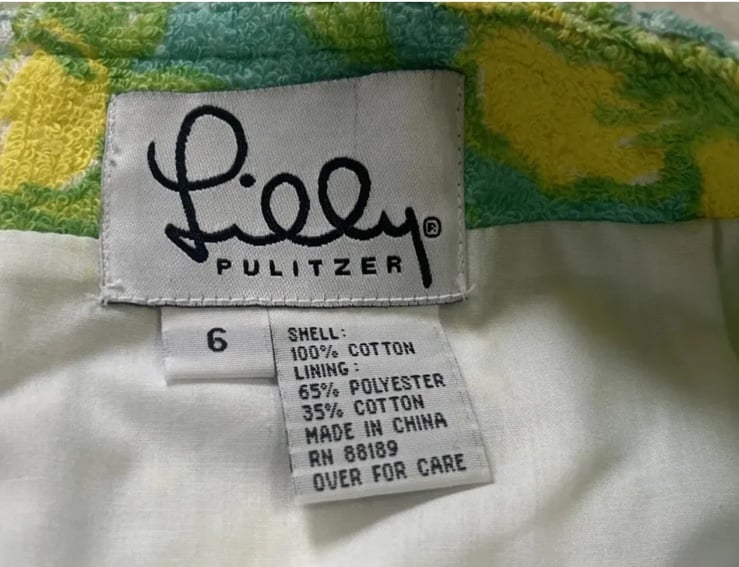 Lilly®
PULITZER
6
SHELL:
100% COTTON
LINING:
65% POLYESTER
35% COTTON
MADE IN CHINA
RN 88189
OVER FOR CARE